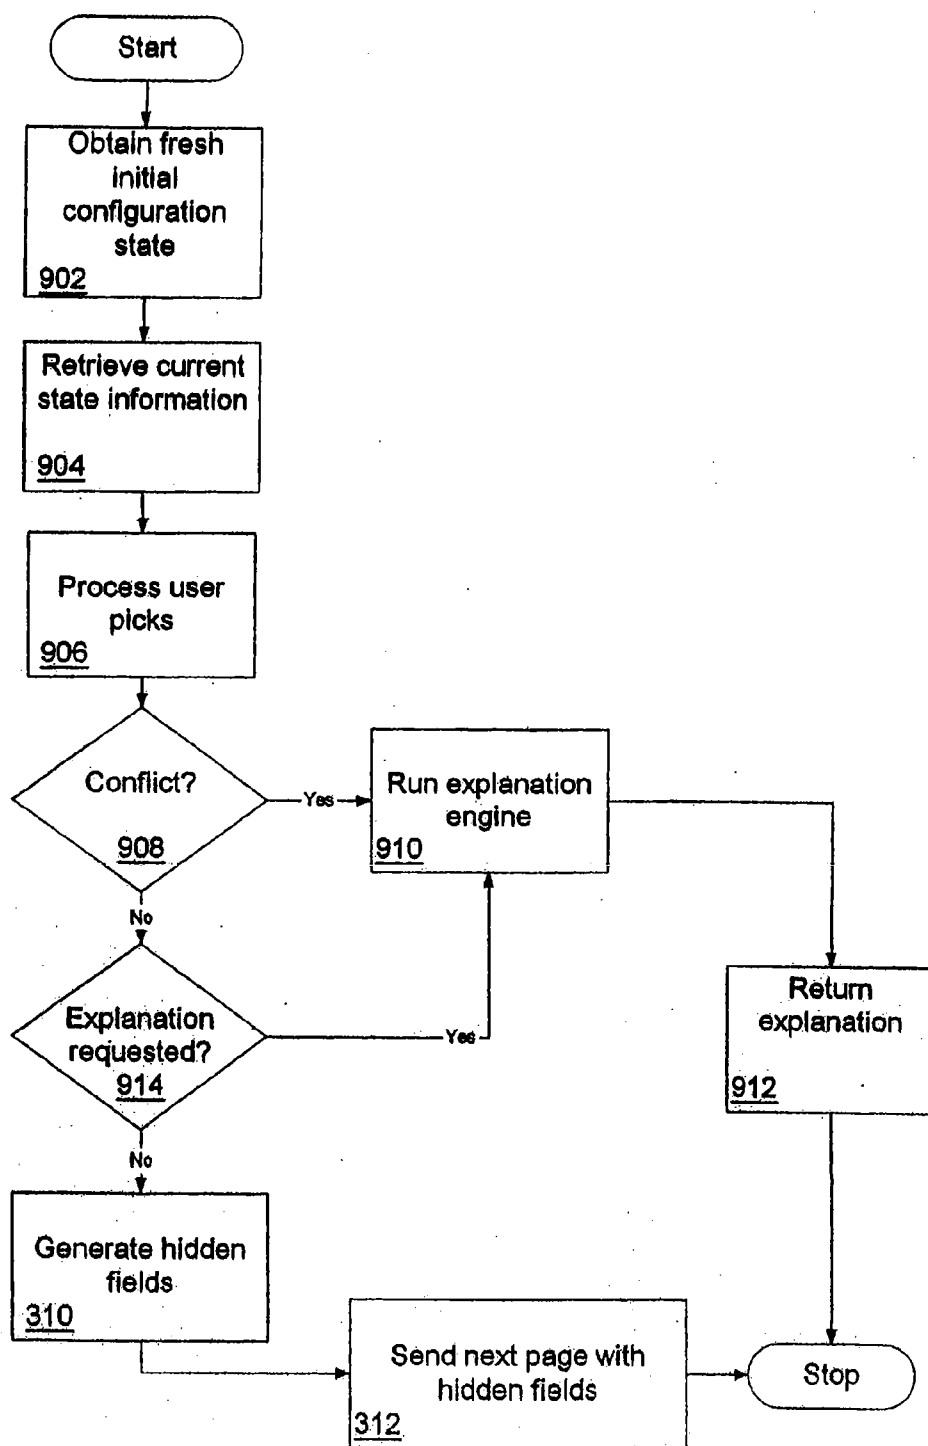 Start
Obtain fresh
initial
configuration
state
902
Retrieve current
state information
904
Process user
picks
906
Conflict?
908
Yes
Run explanation
engine
910
No
Explanation
requested?
914
Yes
Return
explanation
912
No
Generate hidden
fields
310
Send next page with
hidden fields
312
Stop